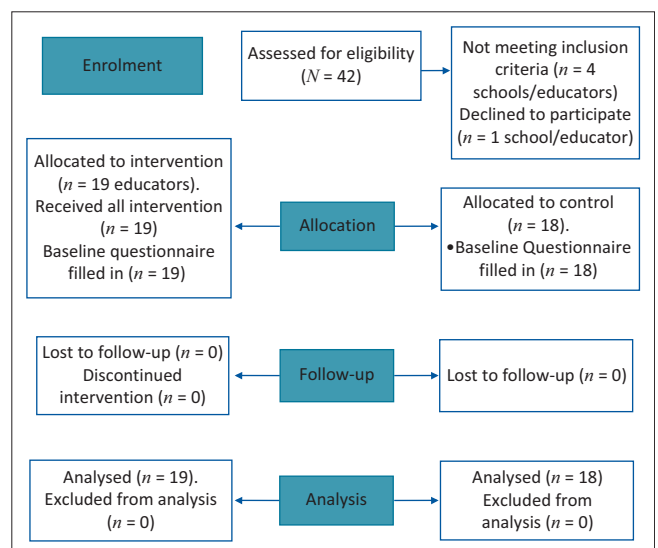 Enrolment
Assessed for eligibility
(N = 42)
Not meeting inclusion
criteria (n = 4
schools/educators)
Declined to participate
(n = 1 school/educator)
Allocated to intervention
(n = 19 educators).
Received all intervention
(n = 19)
Baseline questionnaire
filled in (n = 19)
Allocation
Allocated to control
(n = 18).
•Baseline Questionnaire
filled in (n = 18)
Lost to follow-up (n = 0)
Discontinued
intervention (n = 0)
Follow-up
Lost to follow-up (n = 0)
Analysed (n = 19).
Excluded from analysis
(n = 0)
Analysis
Analysed (n = 18)
Excluded from
analysis (n = 0)